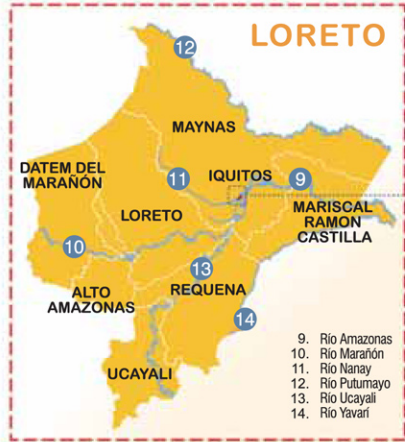 LORETO
12
MAYNAS
DATEM DEL
MARAÑÓN
11
IQUITOS
9
LORETO
MARISCAL
RAMON
CASTILLA
10
13
ALTO
AMAZONAS
REQUENA
14
UCAYALI
9. Río Amazonas
10. Río Marañón
11. Río Nanay
12. Río Putumayo
13. Río Ucayali
14. Río Yavarí